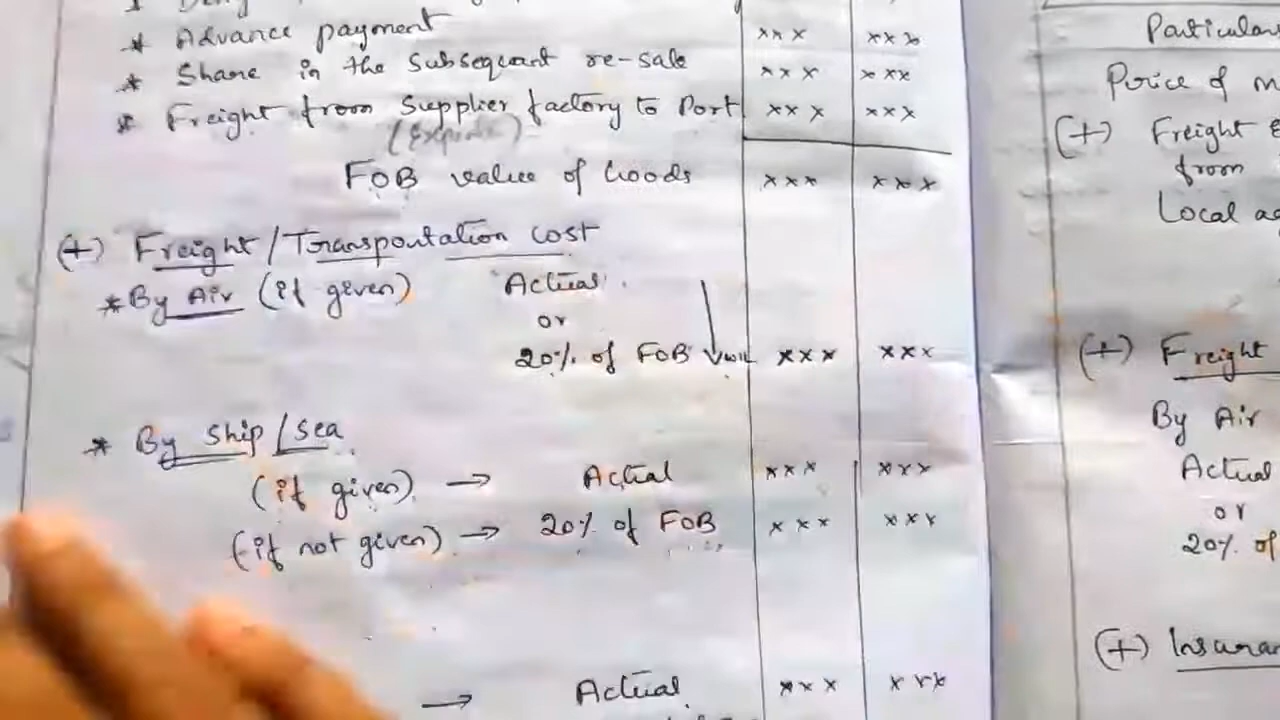 * Advance payment xxx xxx
* Share in the Subsequent re-sale xxx xxx
* Freight from Supplier factory to Port xxx xxx
FOB value of Goods xxx xxx
(+) Freight/Transportation cost
* By Air (if given) Actual
or
20% of FOB xxx xxx
* By Ship/Sea
(if given) → Actual xxx xxx
(if not given) → 20% of FOB xxx xxx
→ Actual xxx xxx
Particulars
Price of
(+) Freight
from
Local
(+) Freight
By Air
Actual
or
20% of
(+)